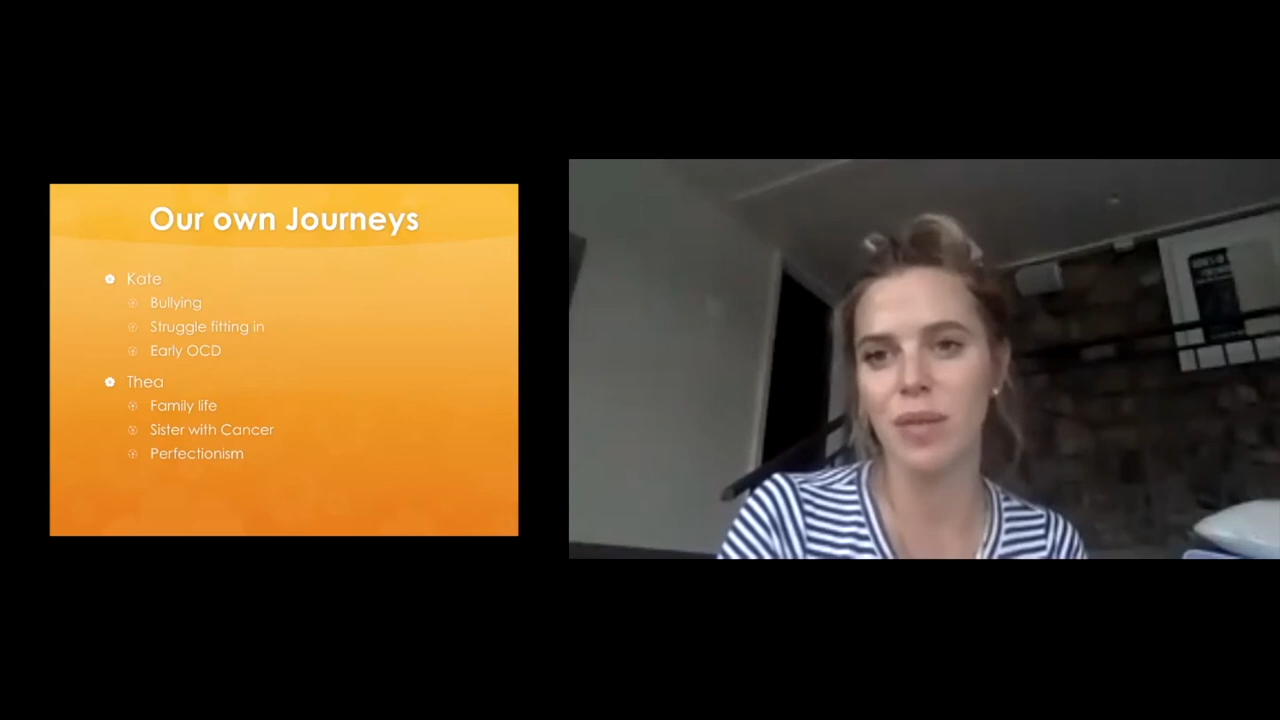 Our own Journeys
Kate
Bullying
Struggle fitting in
Early OCD
Thea
Family life
Sister with Cancer
Perfectionism